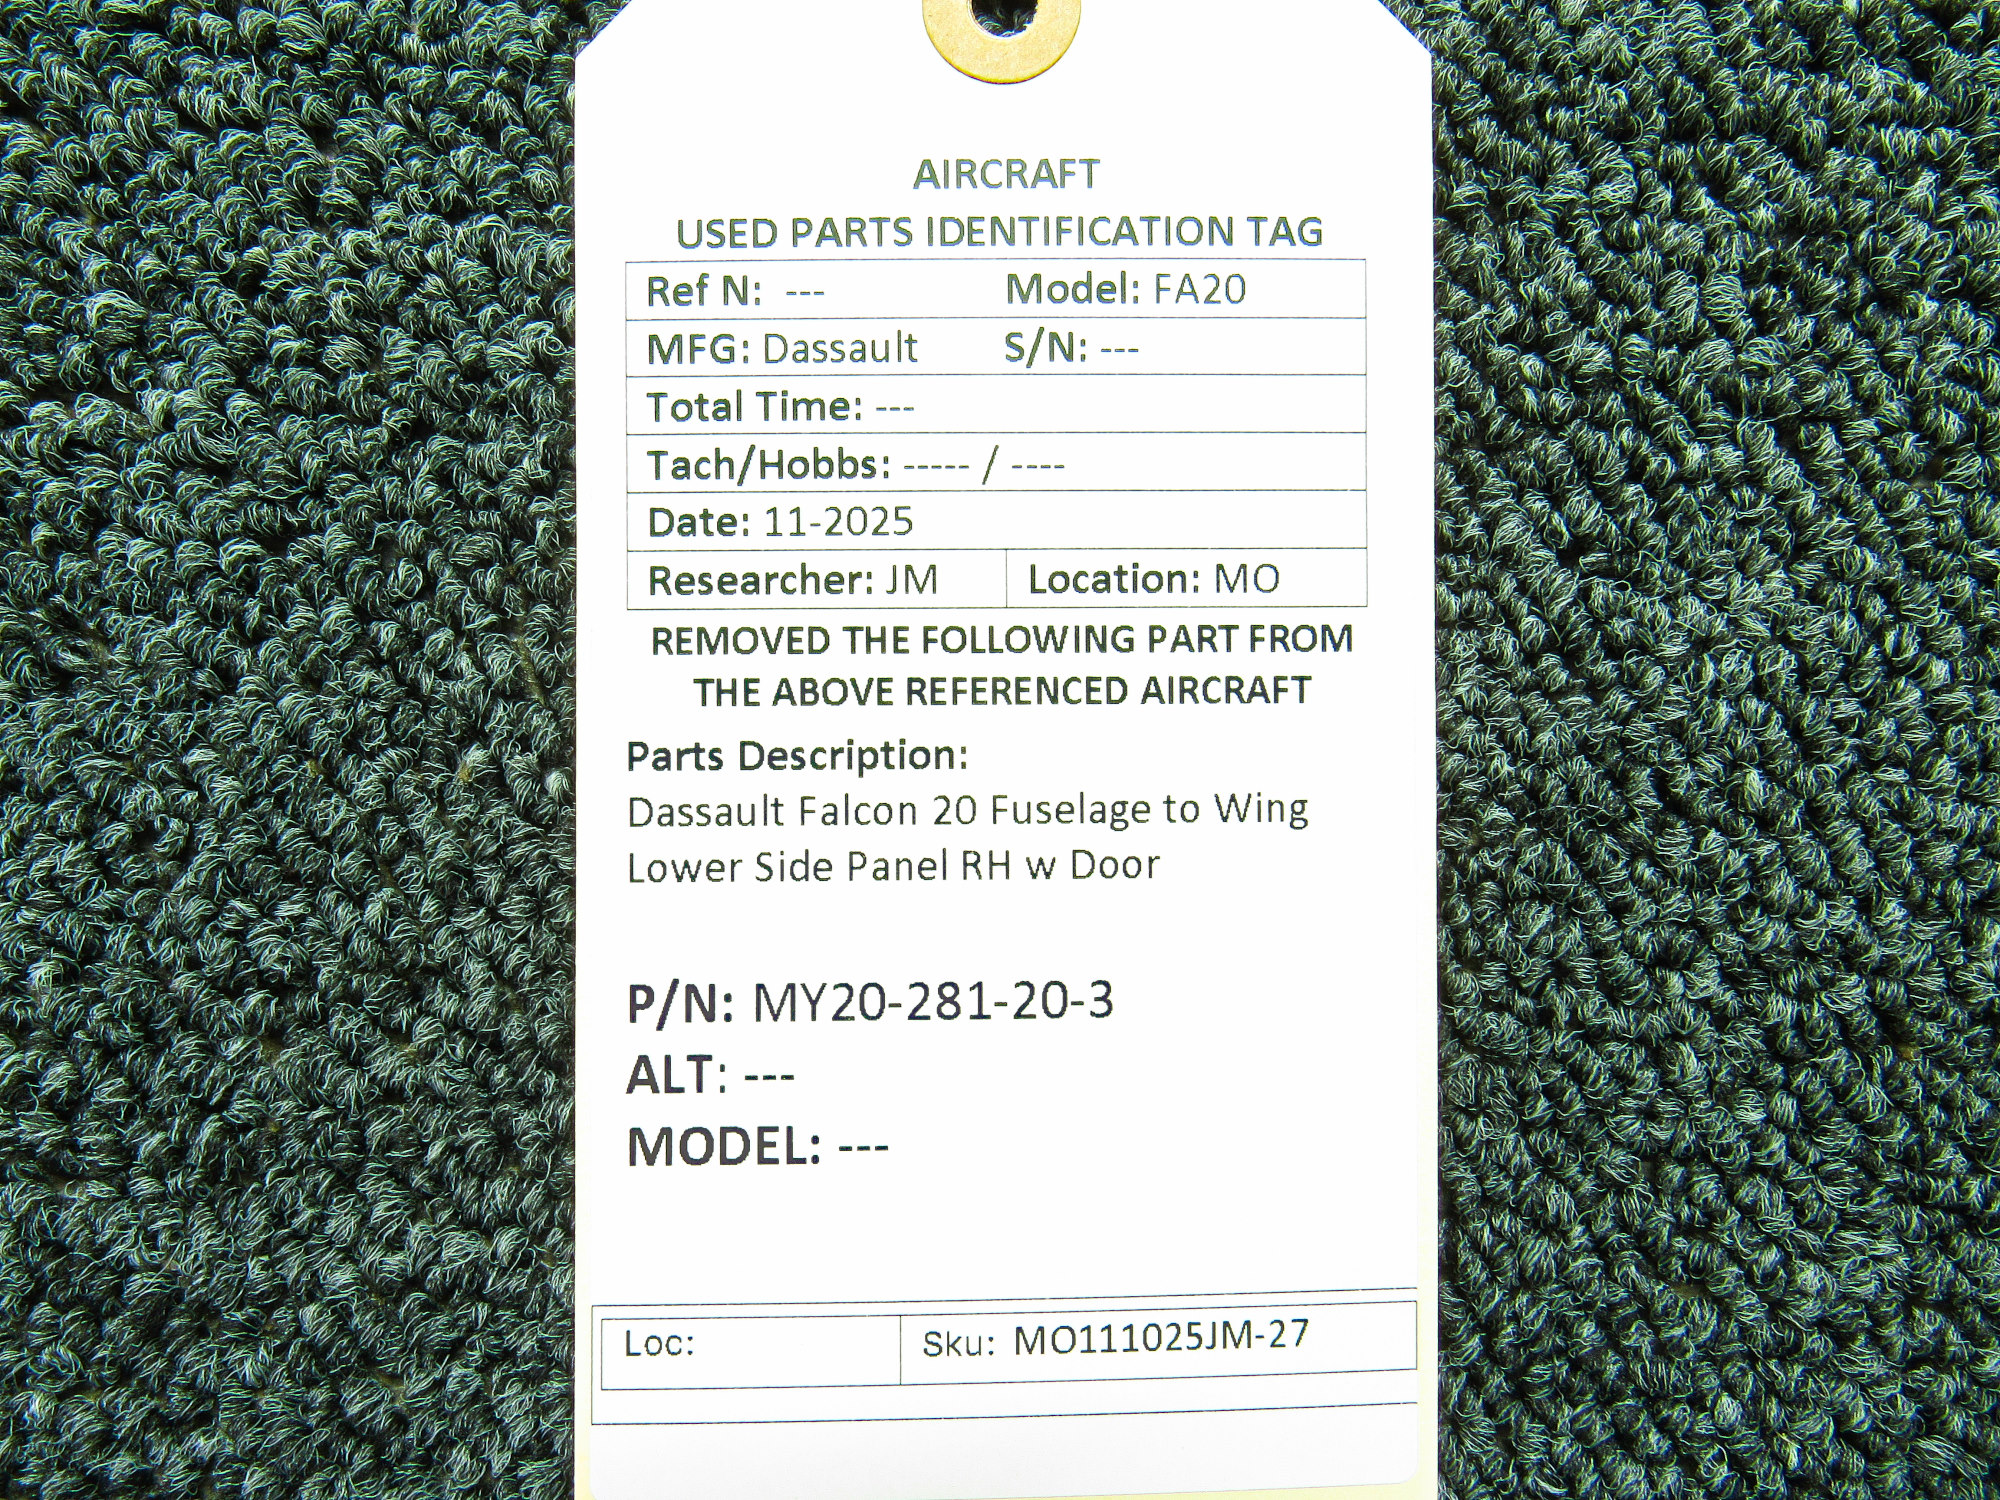 AIRCRAFT
USED PARTS IDENTIFICATION TAG
Ref N: --- Model: FA20
MFG: Dassault S/N: ---
Total Time: ---
Tach/Hobbs: ----- / ----
Date: 11-2025
Researcher: JM Location: MO
REMOVED THE FOLLOWING PART FROM
THE ABOVE REFERENCED AIRCRAFT
Parts Description:
Dassault Falcon 20 Fuselage to Wing
Lower Side Panel RH w Door
P/N: MY20-281-20-3
ALT: ---
MODEL: ---
Loc: Sku: MO111025JM-27